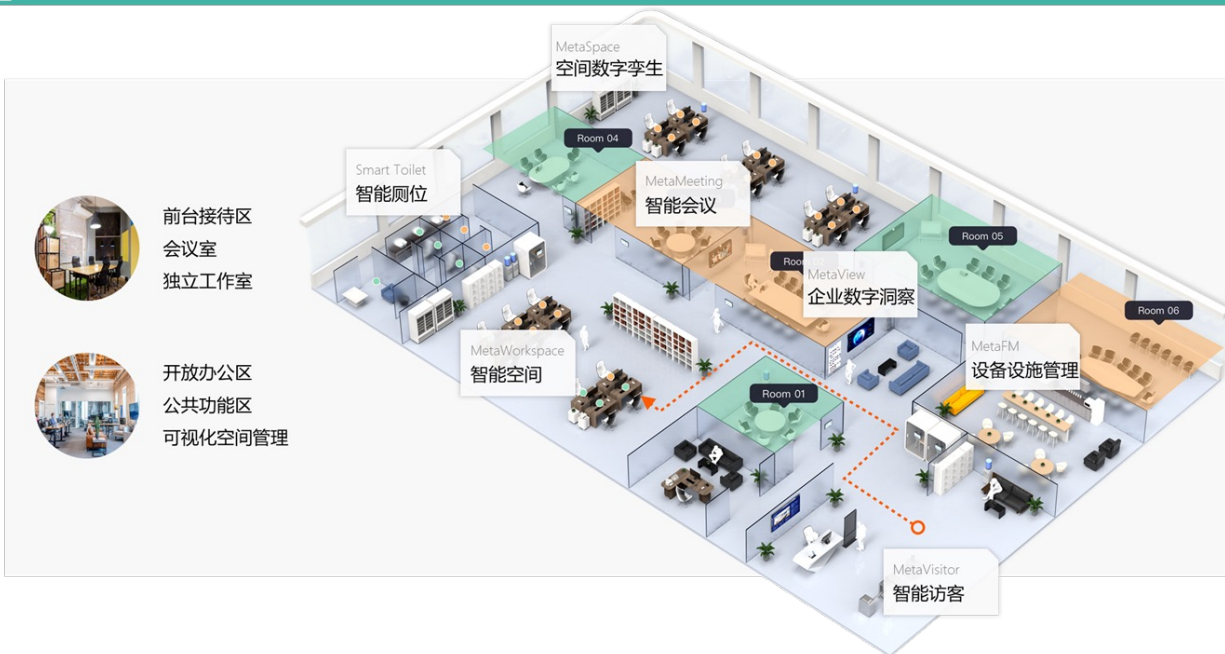 MetaSpace
空间数字孪生
Room 04
Smart Toilet
智能厕位
MetaMeeting
智能会议
前台接待区
会议室
独立工作室
Room 05
Room
MetaView
企业数字洞察
Room 06
MetaWorkspace
智能空间
MetaFM
设备设施管理
开放办公区
公共功能区
可视化空间管理
Room 01
MetaVisitor
智能访客